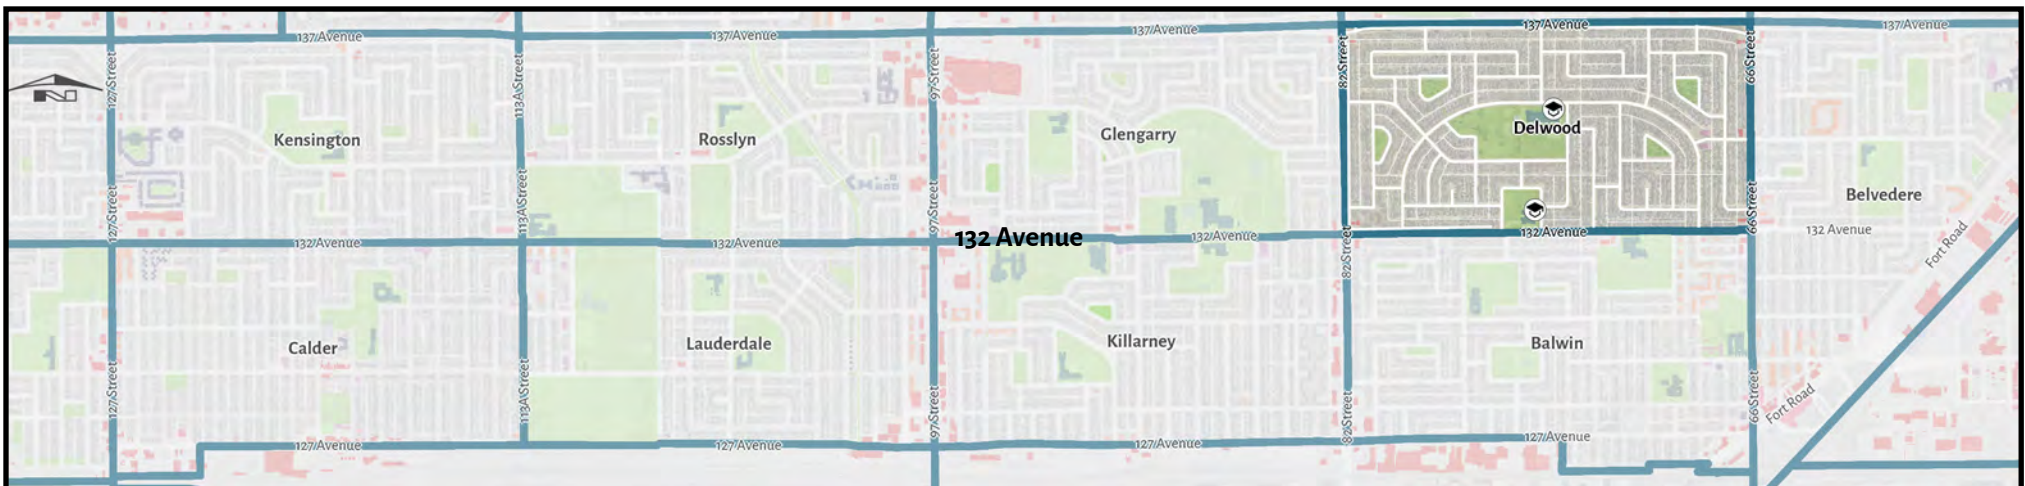 137 Avenue
137 Avenue
137 Avenue
137 Avenue
137 Avenue
127 Street
113A Street
97 Street
82 Street
66 Street
Kensington
Rosslyn
Glengarry
Delwood
Belvedere
127 Street
113A Street
97 Street
66 Street
132 Avenue
132 Avenue
132 Avenue
132 Avenue
132 Avenue
132 Avenue
Fort Road
82 Street
Calder
Lauderdale
Killarney
Balwin
127 Street
113A Street
97 Street
82 Street
66 Street
Fort Road
127 Avenue
127 Avenue
127 Avenue
127 Avenue